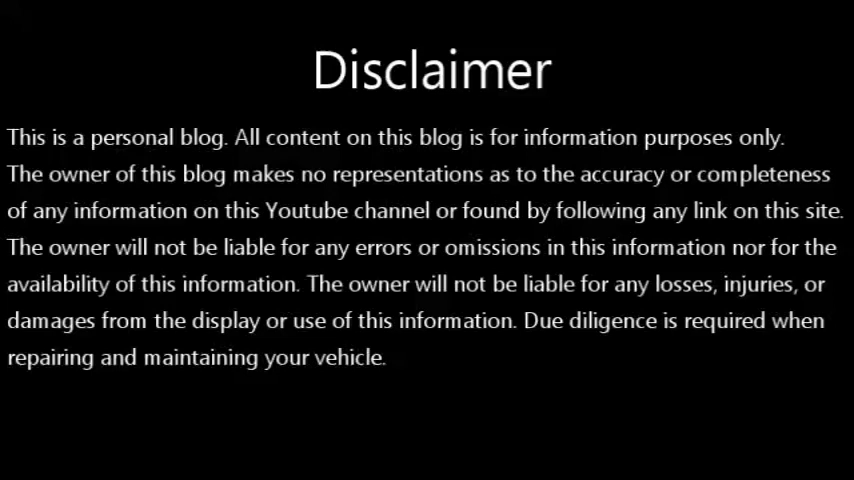 Disclaimer
This is a personal blog. All content on this blog is for information purposes only.
The owner of this blog makes no representations as to the accuracy or completeness
of any information on this Youtube channel or found by following any link on this site.
The owner will not be liable for any errors or omissions in this information nor for the
availability of this information. The owner will not be liable for any losses, injuries, or
damages from the display or use of this information. Due diligence is required when
repairing and maintaining your vehicle.